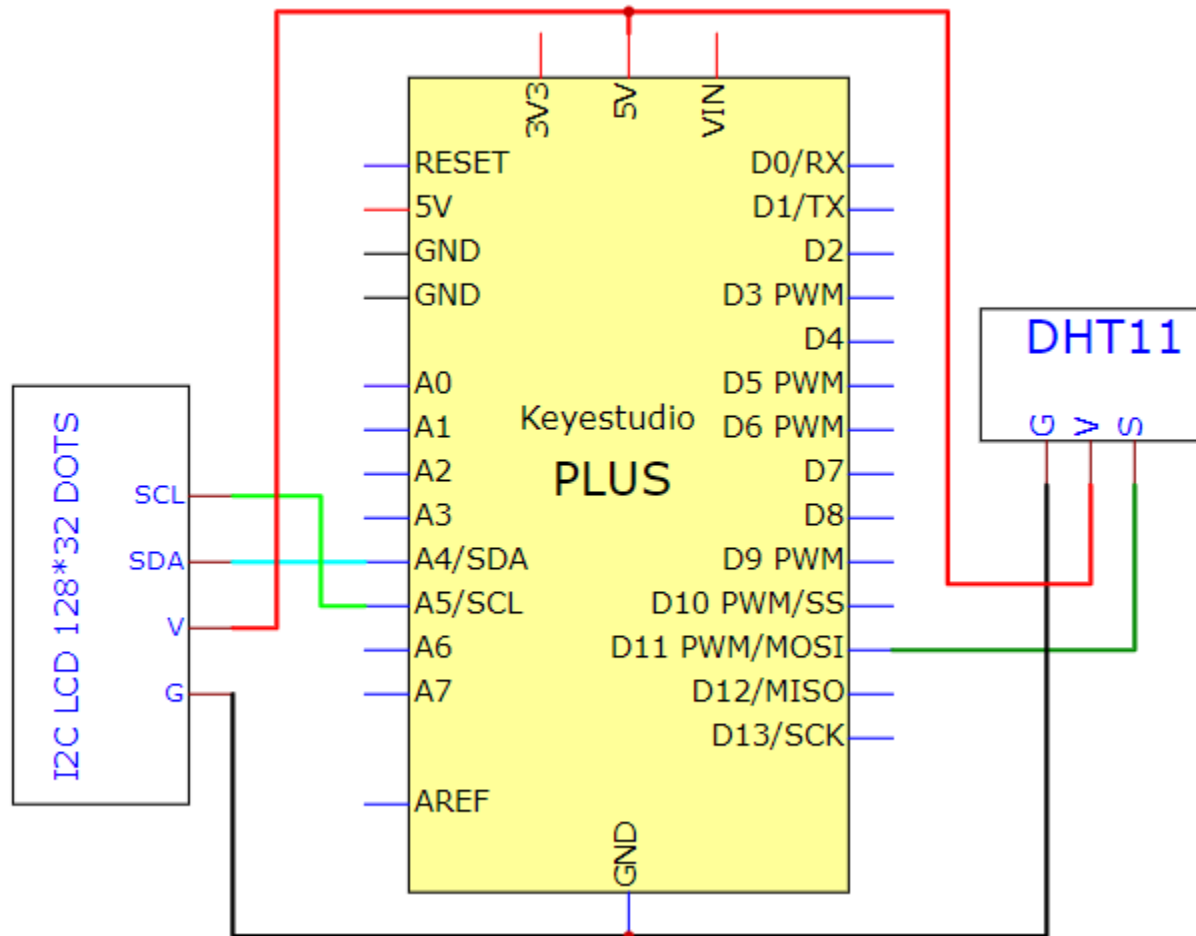 3V3
5V
VIN
RESET
5V
GND
GND
A0
A1
A2
A3
A4/SDA
A5/SCL
A6
A7
AREF
GND
Keyestudio
PLUS
D0/RX
D1/TX
D2
D3 PWM
D4
D5 PWM
D6 PWM
D7
D8
D9 PWM
D10 PWM/SS
D11 PWM/MOSI
D12/MISO
D13/SCK
I2C LCD 128*32 DOTS
SCL
SDA
V
G
DHT11
G
V
S